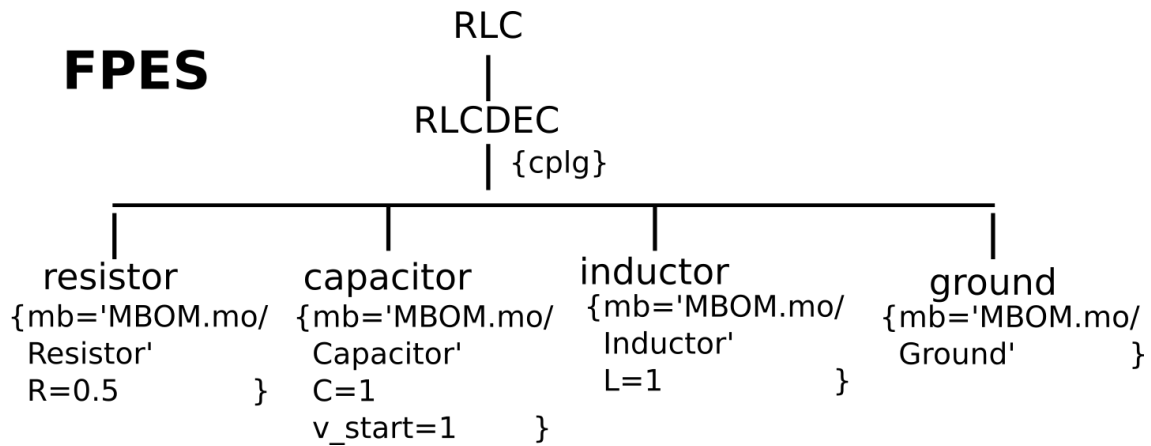 RLC
FPES
RLCDEC
{cplg}
resistor
{mb='MBOM.mo/
Resistor'
R=0.5 }
capacitor
{mb='MBOM.mo/
Capacitor'
C=1
v_start=1 }
inductor
{mb='MBOM.mo/
Inductor'
L=1 }
ground
{mb='MBOM.mo/
Ground' }